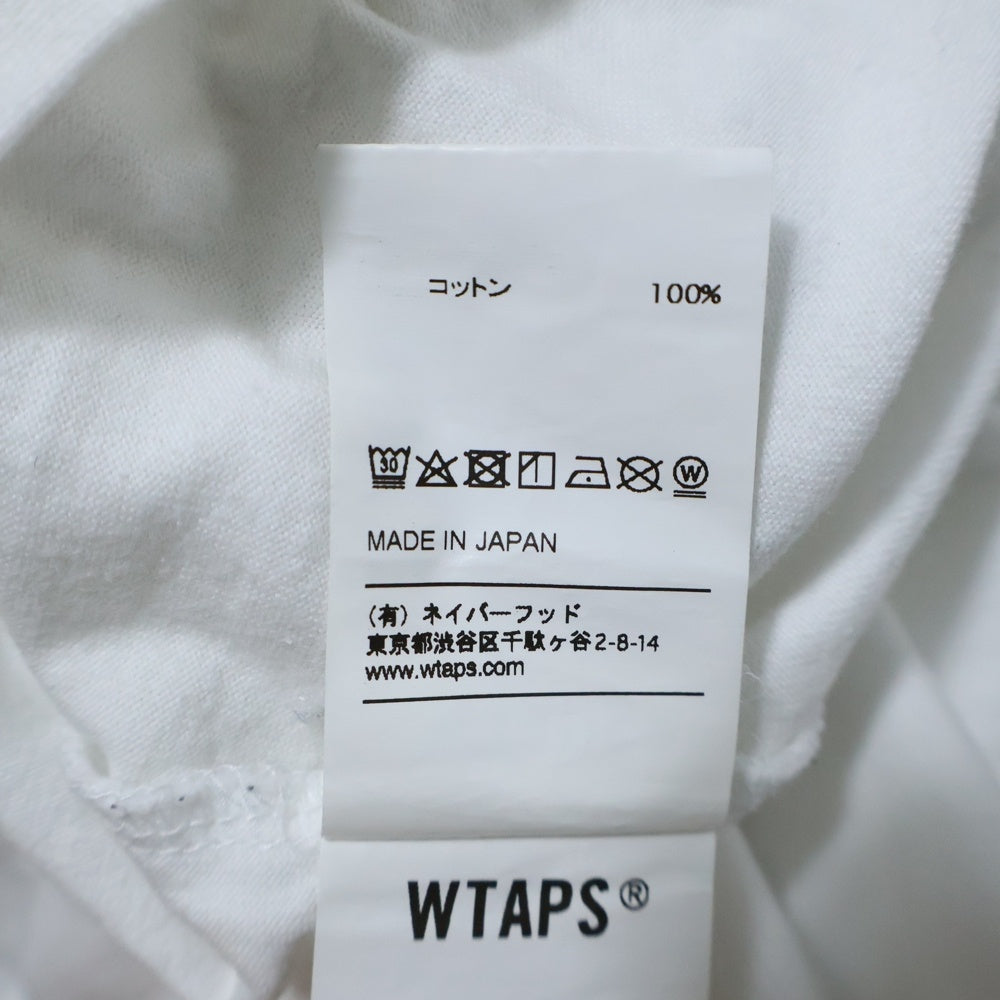 コットン 100%
30 W
MADE IN JAPAN
(有) ネイバーフッド
東京都渋谷区千駄ヶ谷2-8-14
www.wtaps.com
WTAPS®